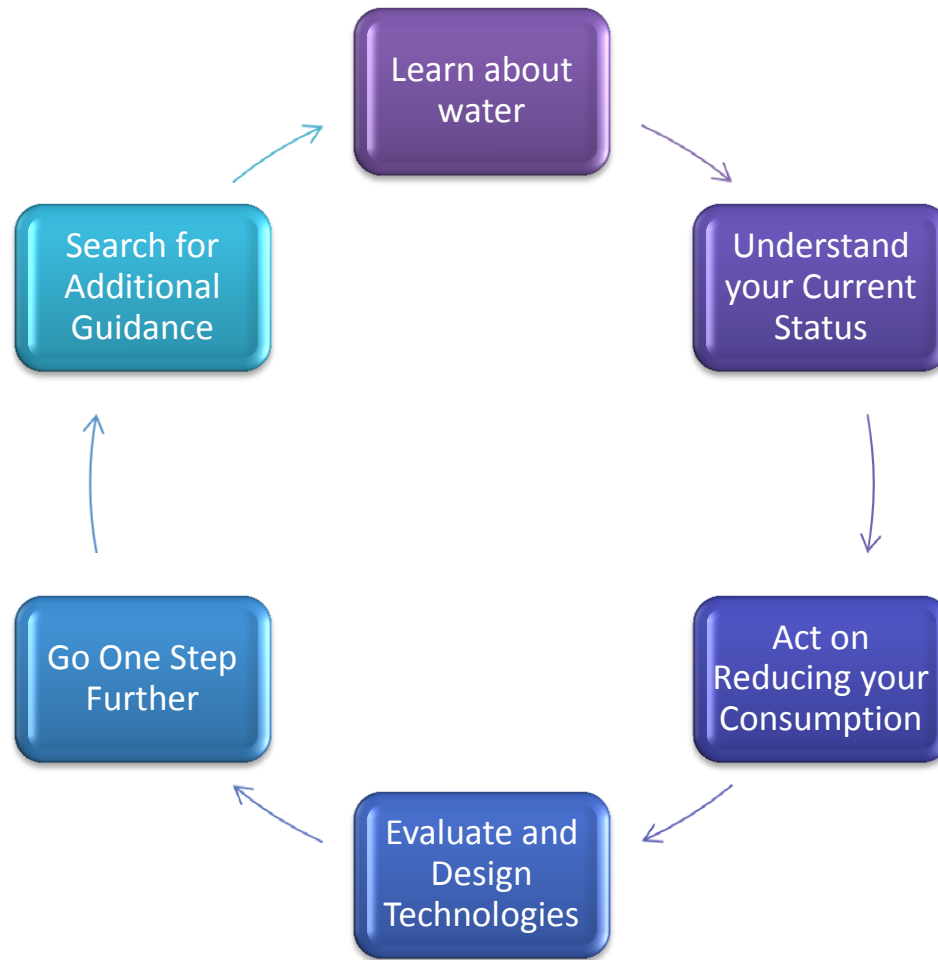 Learn about
water
Understand
your Current
Status
Act on
Reducing your
Consumption
Evaluate and
Design
Technologies
Go One Step
Further
Search for
Additional
Guidance